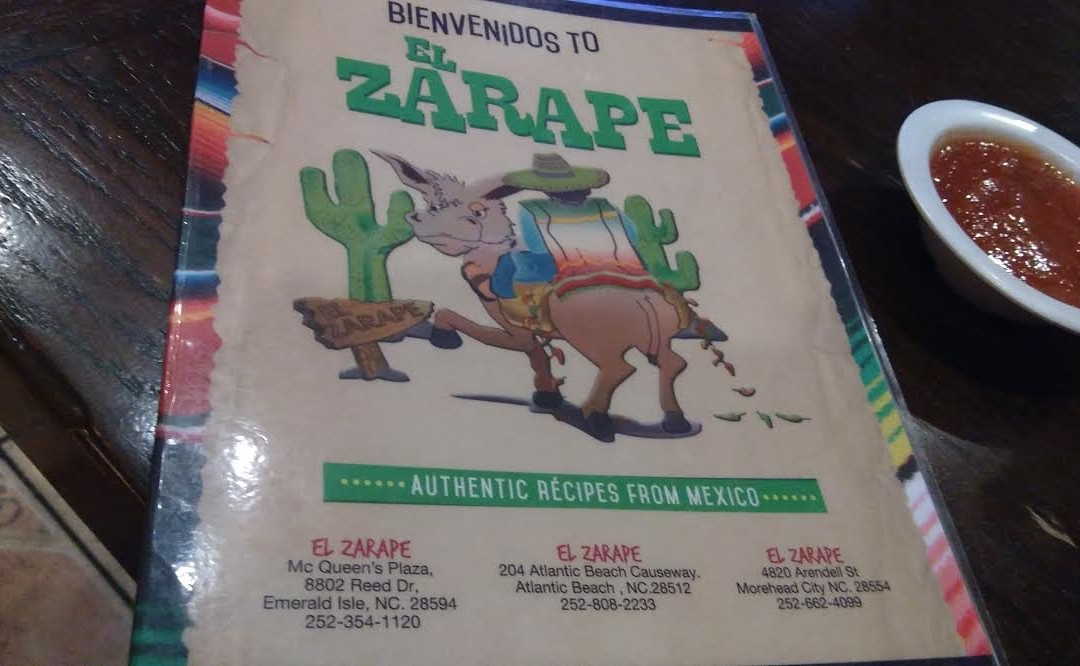 BIENVENIDOS TO
EL
ZARAPE
EL
ZARAPE
AUTHENTIC RÉCIPES FROM MEXICO
EL ZARAPE
Mc Queen's Plaza,
8802 Reed Dr,
Emerald Isle, NC. 28594
252-354-1120
EL ZARAPE
204 Atlantic Beach Causeway.
Atlantic Beach , NC.28512
252-808-2233
EL ZARAPE
4820 Arendell St
Morehead City NC. 28554
252-662-4099